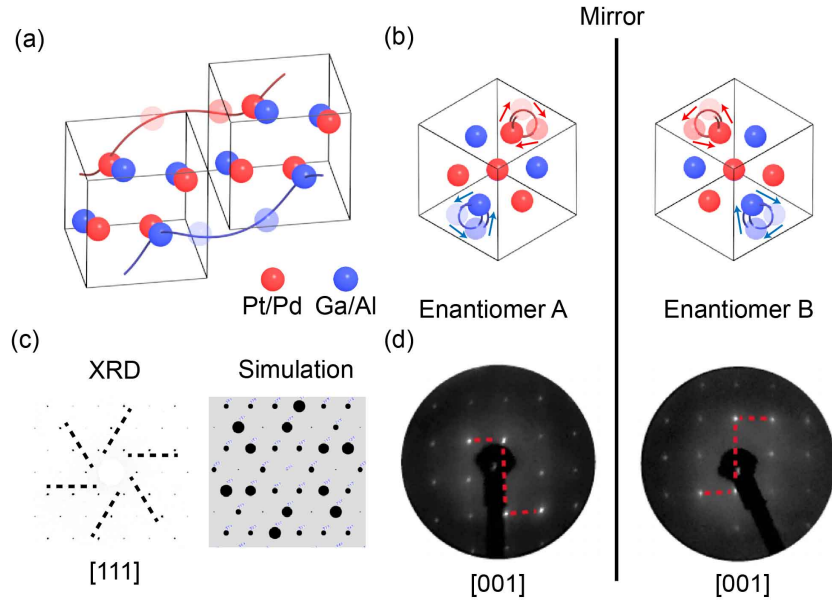 Mirror
(a)
(b)
Pt/Pd
Ga/Al
Enantiomer A
Enantiomer B
(c)
XRD
Simulation
(d)
[111]
[001]
[001]